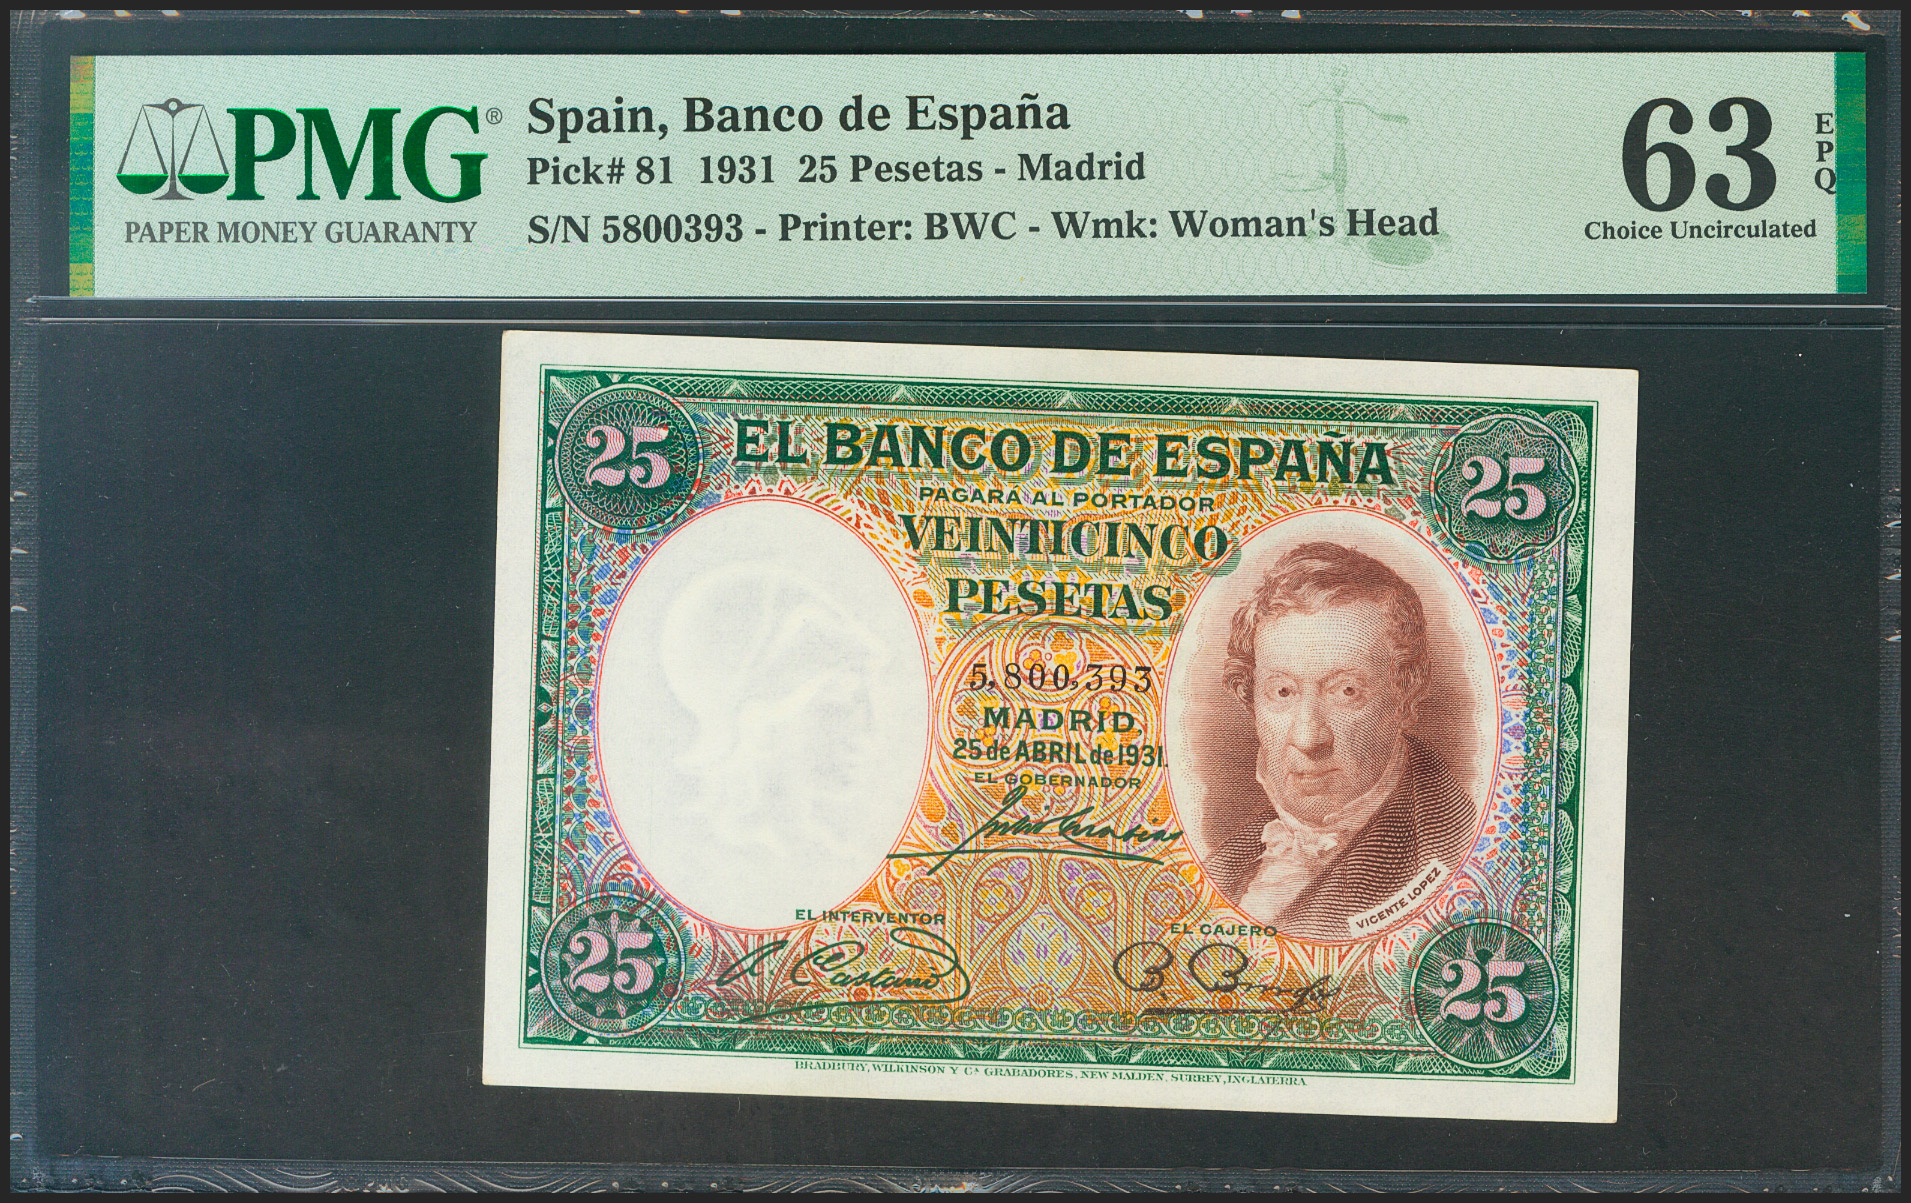 PMG®
PAPER MONEY GUARANTY
Spain, Banco de España
Pick# 81 1931 25 Pesetas - Madrid
S/N 5800393 - Printer: BWC - Wmk: Woman's Head
63
EPQ
Choice Uncirculated
25
25
EL BANCO DE ESPAÑA
PAGARA AL PORTADOR
VEINTICINCO
PESETAS
5,800,393
MADRID,
25 de ABRIL de 1931.
EL GOBERNADOR
VICENTE LOPEZ
EL INTERVENTOR
EL CAJERO
25
25
BRADBURY, WILKINSON Y Cª GRABADORES, NEW MALDEN, SURREY, INGLATERRA